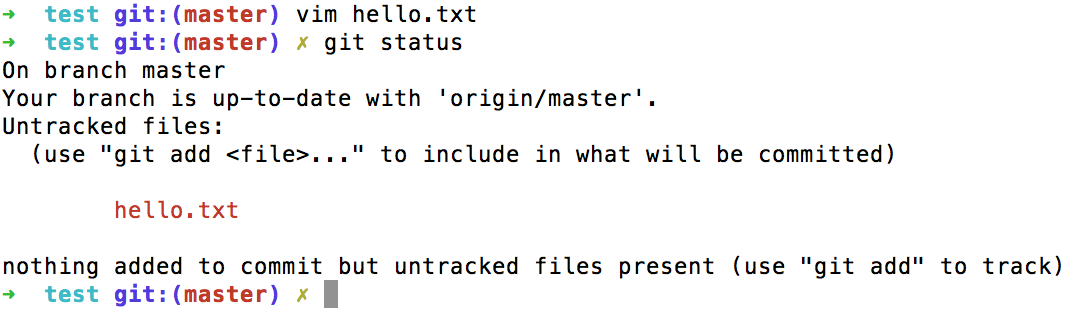 ➜  test git:(master) vim hello.txt
➜  test git:(master) ✗ git status
On branch master
Your branch is up-to-date with 'origin/master'.
Untracked files:
  (use "git add <file>..." to include in what will be committed)

        hello.txt

nothing added to commit but untracked files present (use "git add" to track)
➜  test git:(master) ✗